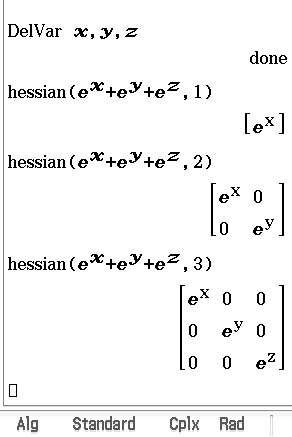 DelVar x,y,z
done
hessian(e^x+e^y+e^z,1)
[e^x]
hessian(e^x+e^y+e^z,2)
[e^x 0
0 e^y]
hessian(e^x+e^y+e^z,3)
[e^x 0 0
0 e^y 0
0 0 e^z]
Alg Standard Cplx Rad